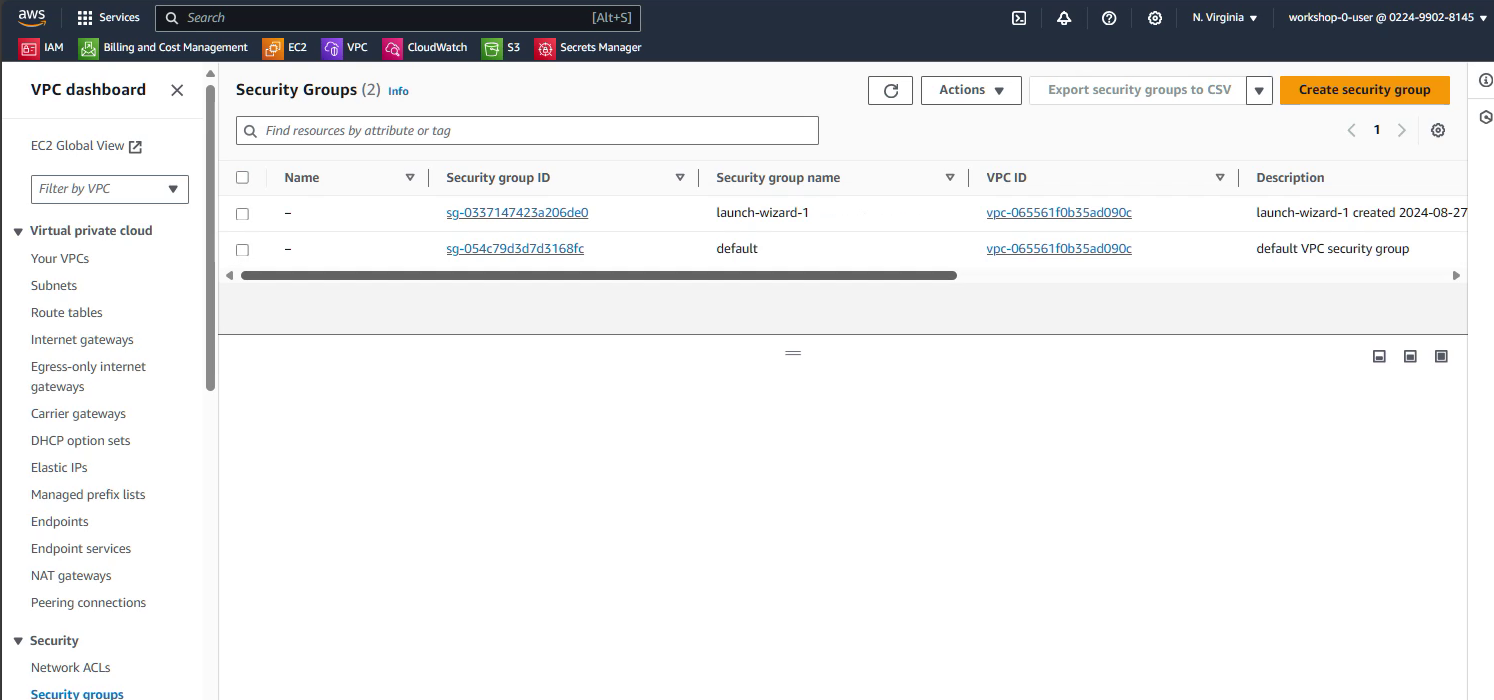 aws Services Search [Alt+S] N. Virginia workshop-0-user @ 0224-9902-8145
IAM Billing and Cost Management EC2 VPC CloudWatch S3 Secrets Manager
VPC dashboard
EC2 Global View
Filter by VPC
Virtual private cloud
Your VPCs
Subnets
Route tables
Internet gateways
Egress-only internet
gateways
Carrier gateways
DHCP option sets
Elastic IPs
Managed prefix lists
Endpoints
Endpoint services
NAT gateways
Peering connections
Security
Network ACLs
Security groups
Security Groups (2) Info Actions Export security groups to CSV Create security group
Find resources by attribute or tag 1
Name Security group ID Security group name VPC ID Description
– sg-0337147423a206de0 launch-wizard-1 vpc-065561f0b35ad090c launch-wizard-1 created 2024-08-27
– sg-054c79d3d7d3168fc default vpc-065561f0b35ad090c default VPC security group